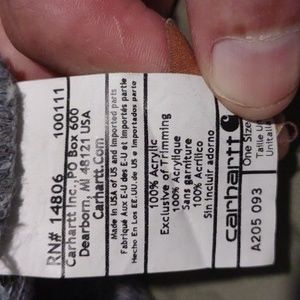 RN# 14806 100111
Carhartt Inc., PO Box 600
Dearborn, MI 48121 USA
Carhartt.Com
Made in USA of US and imported parts
Fabriqué Aux E-U des E-U et importés partie
Hecho En Los EE.UU. de US e Importados parte
100% Acrylic
Exclusive of Trimming
100% Acrylique
Sans garniture
100% Acrílico
Sin incluir adorno
carhartt
One Size
Taille U
Unitall
A205 093